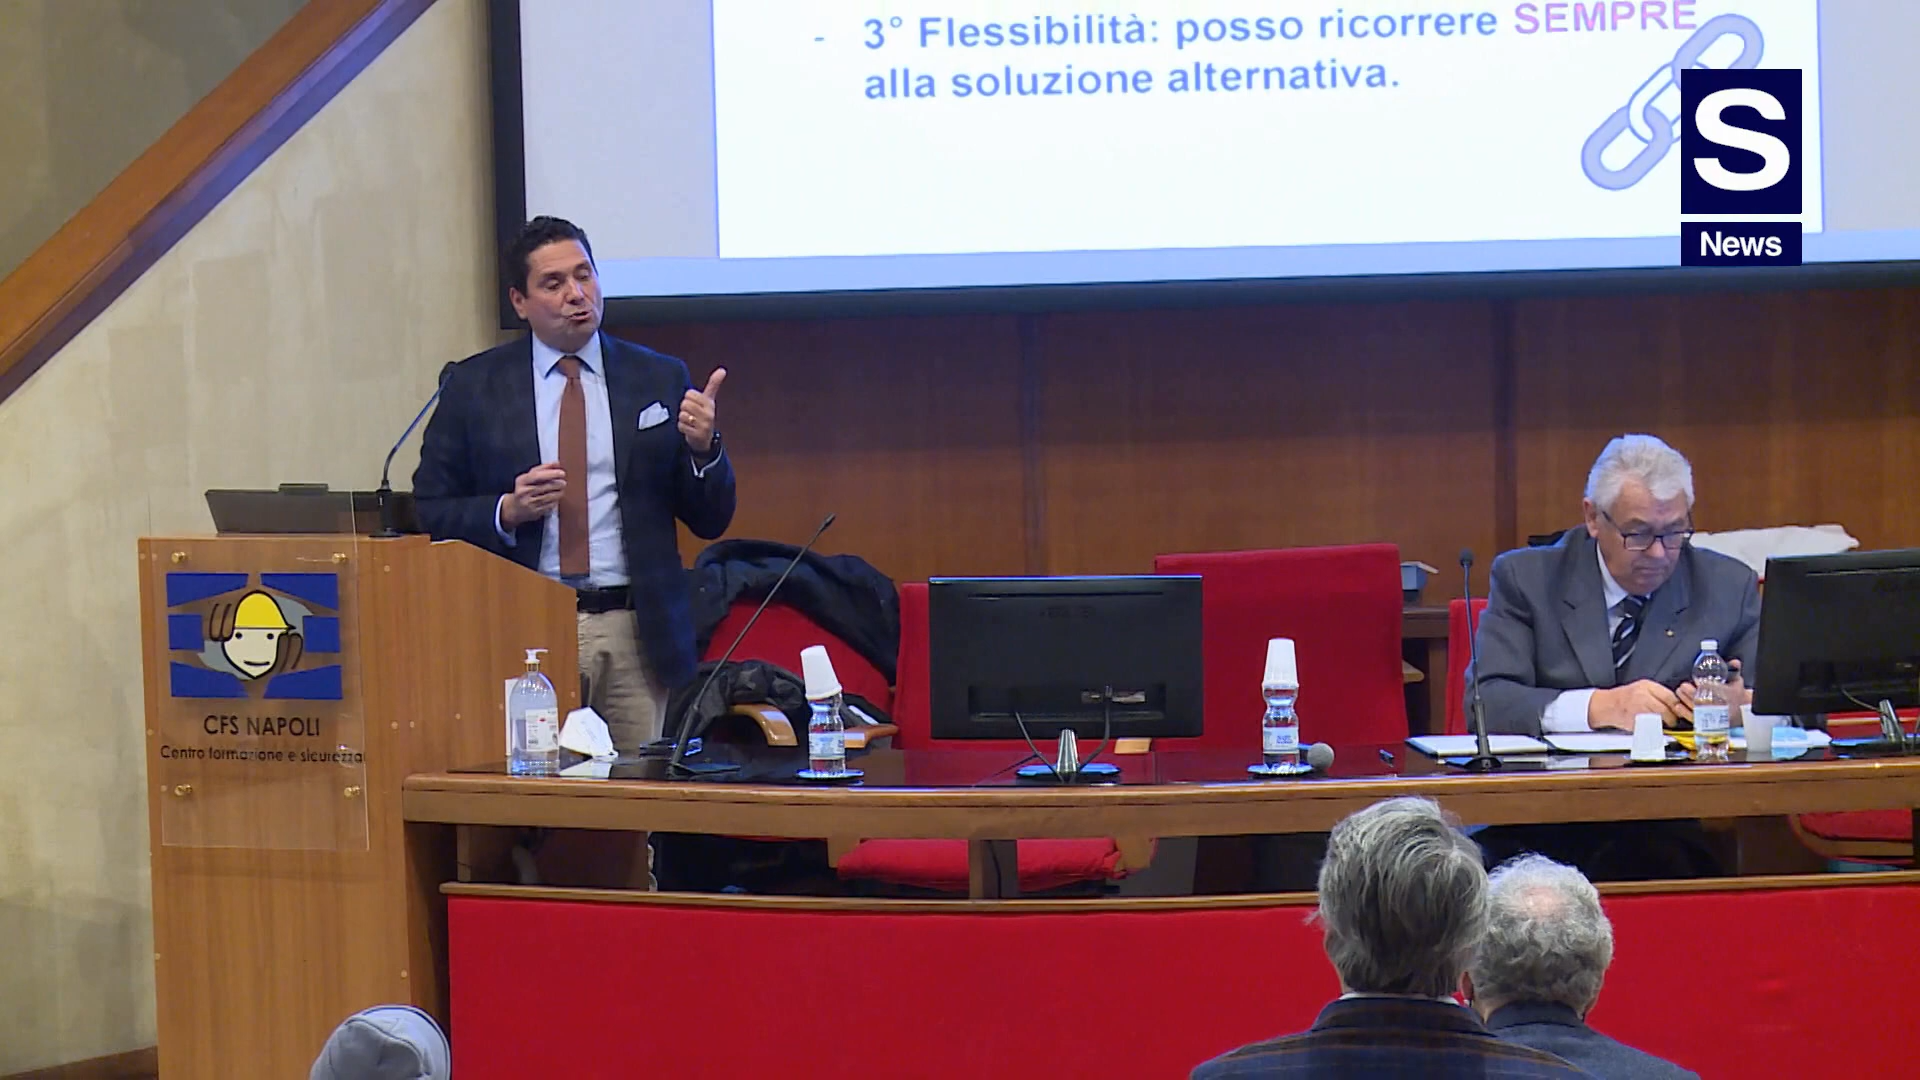 - 3° Flessibilità: posso ricorrere SEMPRE
alla soluzione alternativa.
S
News
CFS NAPOLI
Centro formazione e sicurezza